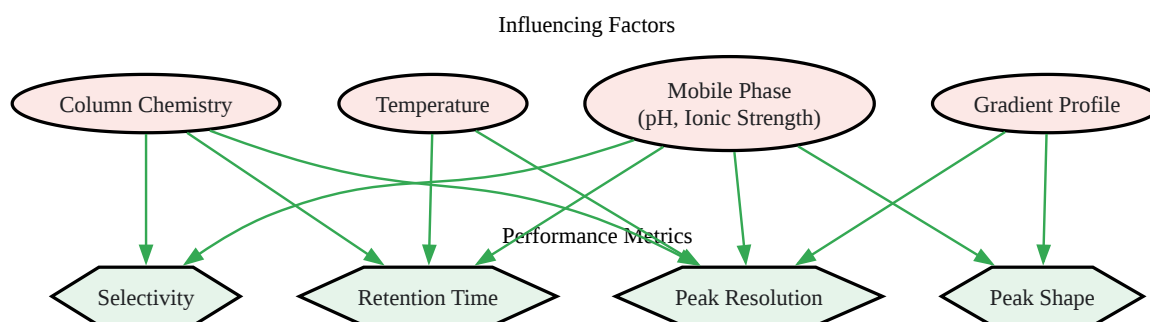 Influencing Factors
Column Chemistry
Temperature
Mobile Phase
(pH, Ionic Strength)
Gradient Profile
Performance Metrics
Selectivity
Retention Time
Peak Resolution
Peak Shape